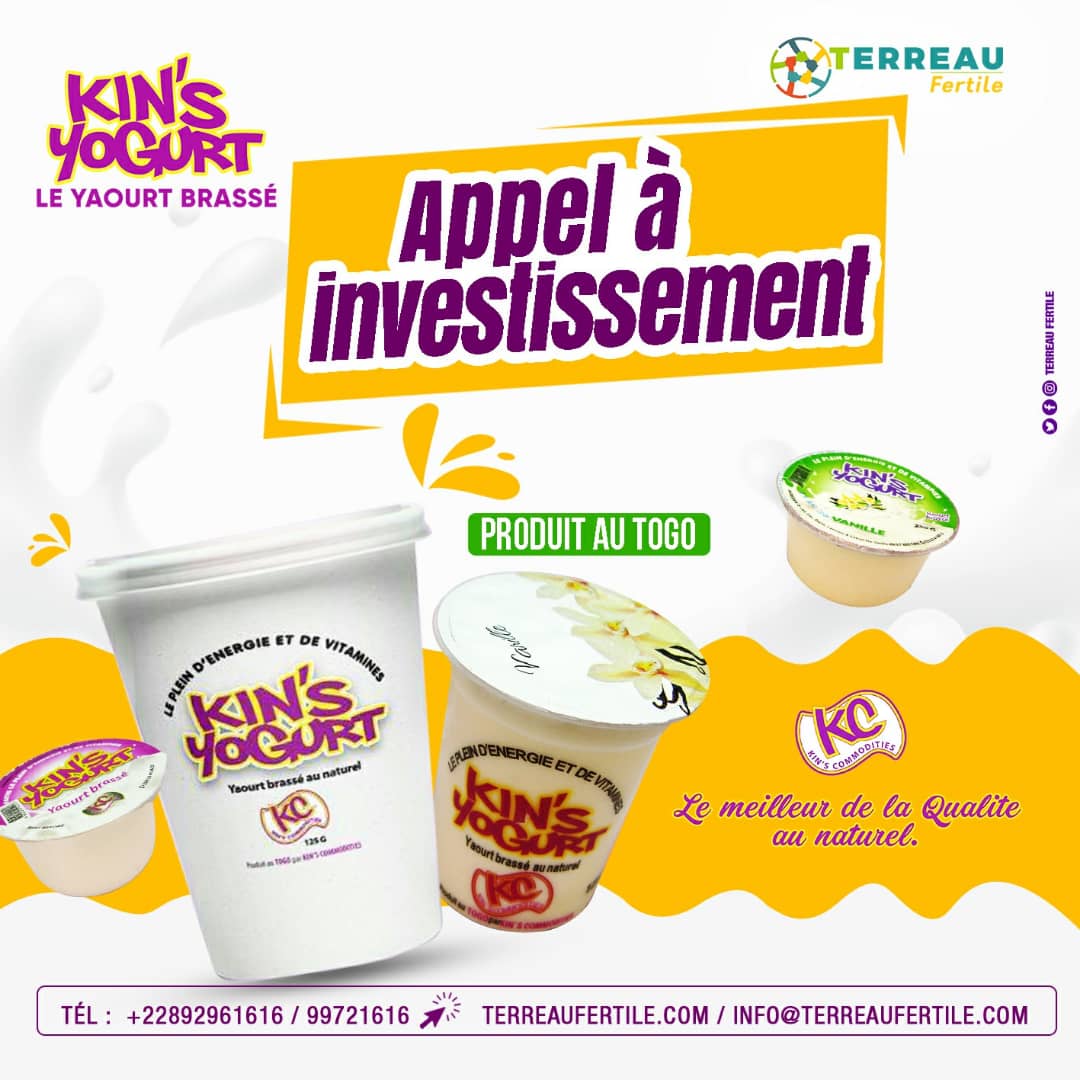 KIN'S
YOGURT
LE YAOURT BRASSÉ
TERREAU
Fertile
Appel à
investissement
TERREAU FERTILE
PRODUIT AU TOGO
LE PLEIN D'ENERGIE ET DE VITAMINES
KIN'S
YOGURT
VANILLE
LE PLEIN D'ENERGIE ET DE VITAMINES
KIN'S
YOGURT
Yaourt brassé au naturel
KC
KIN'S COMMODITIES
125 G
Produit au TOGO par KIN'S COMMODITIES
Vanille
LE PLEIN D'ENERGIE ET DE VITAMINES
KIN'S
YOGURT
Yaourt brassé au naturel
KC
KIN'S
YOGURT
Yaourt brassé
KC
KIN'S COMMODITIES
Le meilleur de la Qualite
au naturel.
TÉL : +22892961616 / 99721616 TERREAUFERTILE.COM / INFO@TERREAUFERTILE.COM